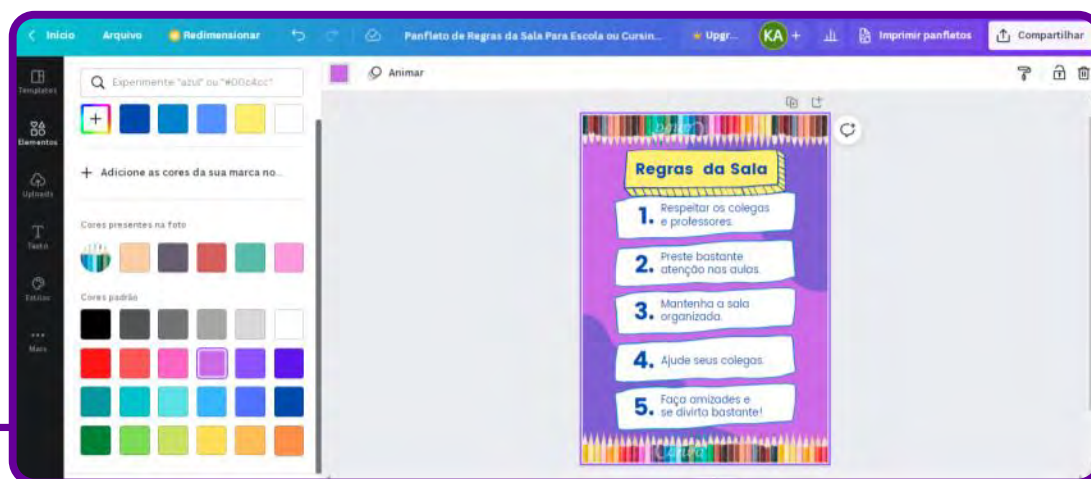 Início Arquivo Redimensionar Panfleto de Regras da Sala Para Escola ou Cursin... Upgr... KA + Imprimir panfletos Compartilhar
Templates
Elementos
Uploads
Texto
Estilos
Mais
Experimente "azul" ou "#00c4cc"
+ Adicione as cores da sua marca no...
Cores presentes na foto
Cores padrão
Animar
Canva
Regras da Sala
1. Respeitar os colegas
e professores.
2. Preste bastante
atenção nas aulas.
3. Mantenha a sala
organizada.
4. Ajude seus colegas.
5. Faça amizades e
se divirta bastante!
Canva